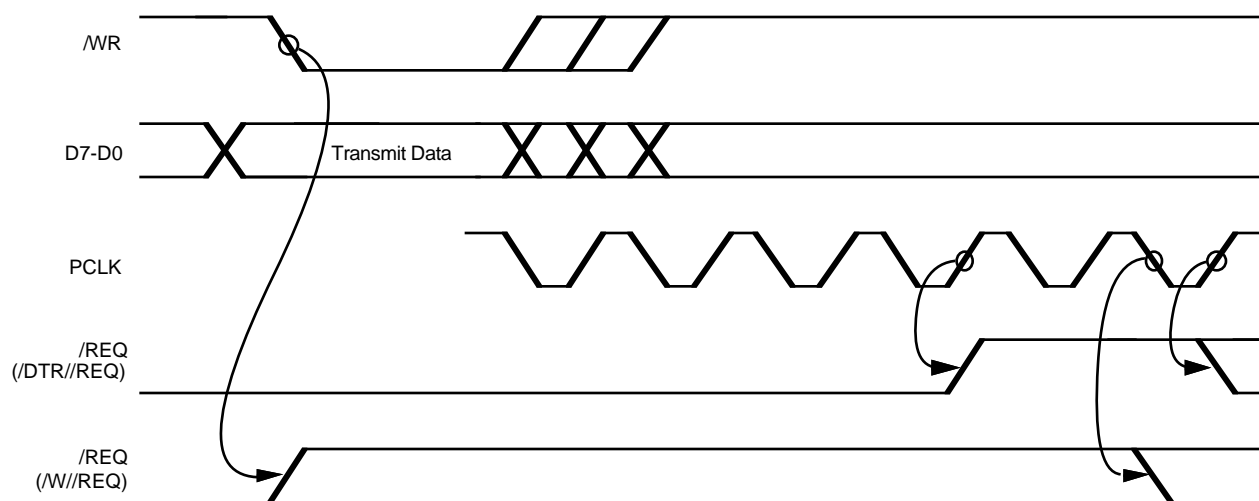 /WR
D7-D0
Transmit Data
PCLK
/REQ
(/DTR//REQ)
/REQ
(/W//REQ)